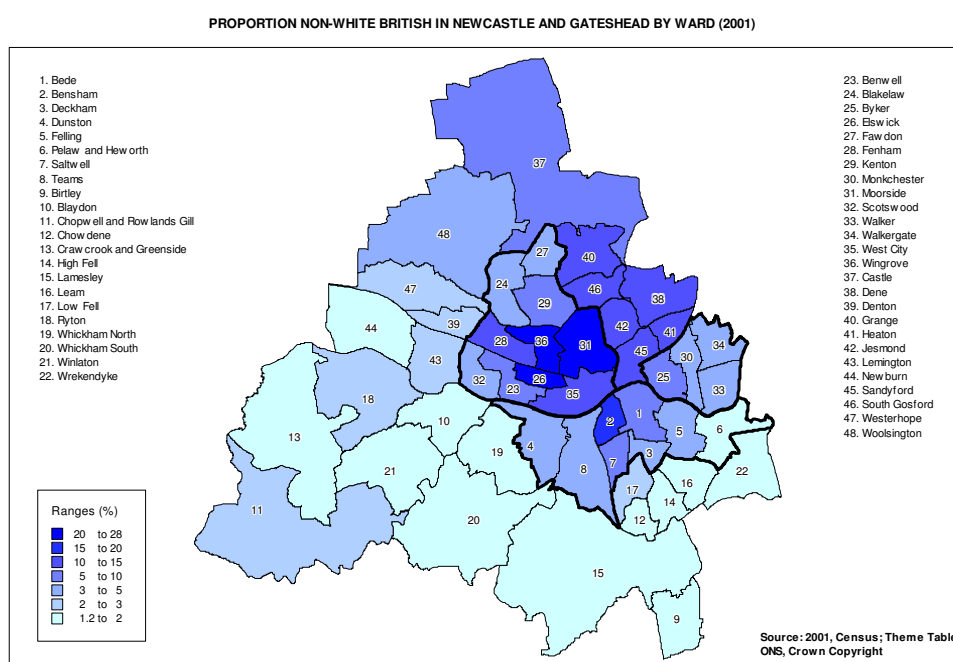 PROPORTION NON-WHITE BRITISH IN NEWCASTLE AND GATESHEAD BY WARD (2001)
1. Bede
2. Bensham
3. Deckham
4. Dunston
5. Felling
6. Pelaw and Heworth
7. Saltwell
8. Teams
9. Birtley
10. Blaydon
11. Chopwell and Rowlands Gill
12. Chowdene
13. Crawcrook and Greenside
14. High Fell
15. Lamesley
16. Leam
17. Low Fell
18. Ryton
19. Whickham North
20. Whickham South
21. Winlaton
22. Wrekendyke
23. Benwell
24. Blakelaw
25. Byker
26. Elswick
27. Fawdon
28. Fenham
29. Kenton
30. Monkchester
31. Moorside
32. Scotswood
33. Walker
34. Walkergate
35. West City
36. Wingrove
37. Castle
38. Dene
39. Denton
40. Grange
41. Heaton
42. Jesmond
43. Lemington
44. Newburn
45. Sandyford
46. South Gosford
47. Westerhope
48. Woolsington
37
48
27
40
24
47
46
38
29
44
39
42
41
36
31
28
34
45
30
43
32
26
25
33
23
35
18
10
2
1
5
6
13
4
19
3
7
22
21
8
17
16
14
11
20
12
15
9
Ranges (%)
20 to 28
15 to 20
10 to 15
5 to 10
3 to 5
2 to 3
1.2 to 2
Source: 2001, Census; Theme Table
ONS, Crown Copyright